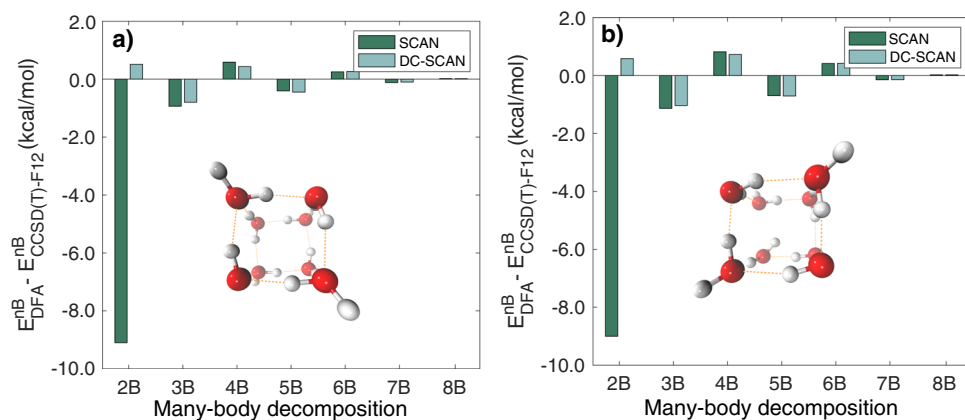 a)
SCAN
DC-SCAN
2.0
0.0
-2.0
-4.0
-6.0
-8.0
-10.0
E^nB_DFA - E^nB_CCSD(T)-F12 (kcal/mol)
2B 3B 4B 5B 6B 7B 8B
Many-body decomposition
b)
SCAN
DC-SCAN
2.0
0.0
-2.0
-4.0
-6.0
-8.0
-10.0
E^nB_DFA - E^nB_CCSD(T)-F12 (kcal/mol)
2B 3B 4B 5B 6B 7B 8B
Many-body decomposition